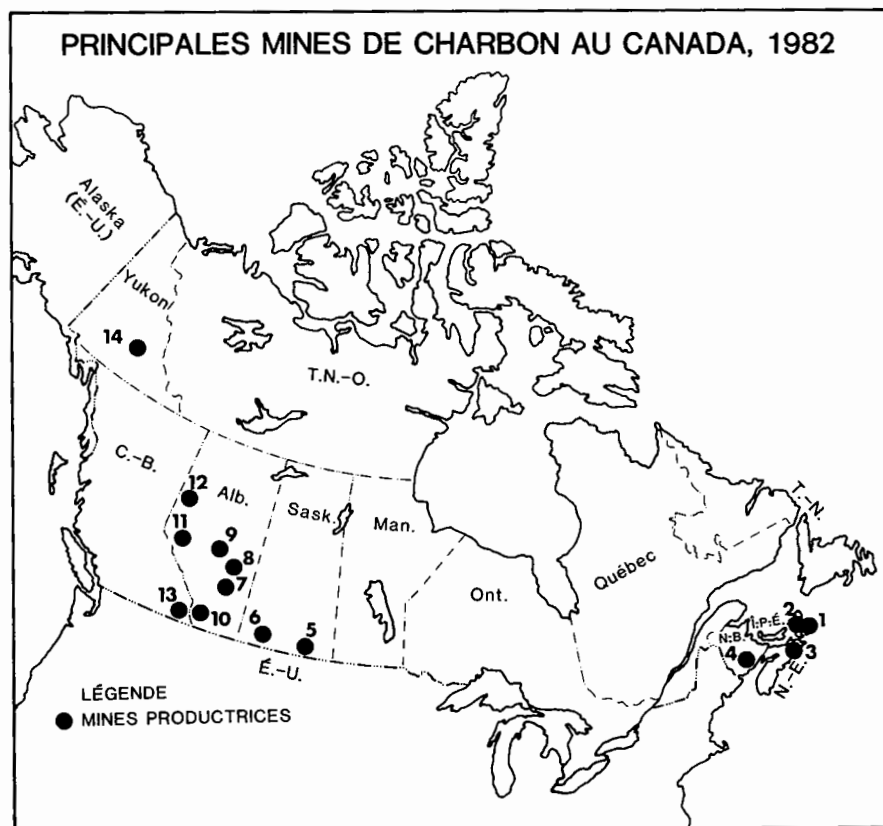 PRINCIPALES MINES DE CHARBON AU CANADA, 1982
Alaska
(É.-U.)
Yukon
14
T.N.-O.
C.-B.
12
Alb.
11
9
8
7
Sask.
Man.
13
10
6
5
Ont.
Québec
T.-N.
É.-U.
2
1
Î.-P.-É.
N.-B.
4
3
N.-É.
LÉGENDE
MINES PRODUCTRICES